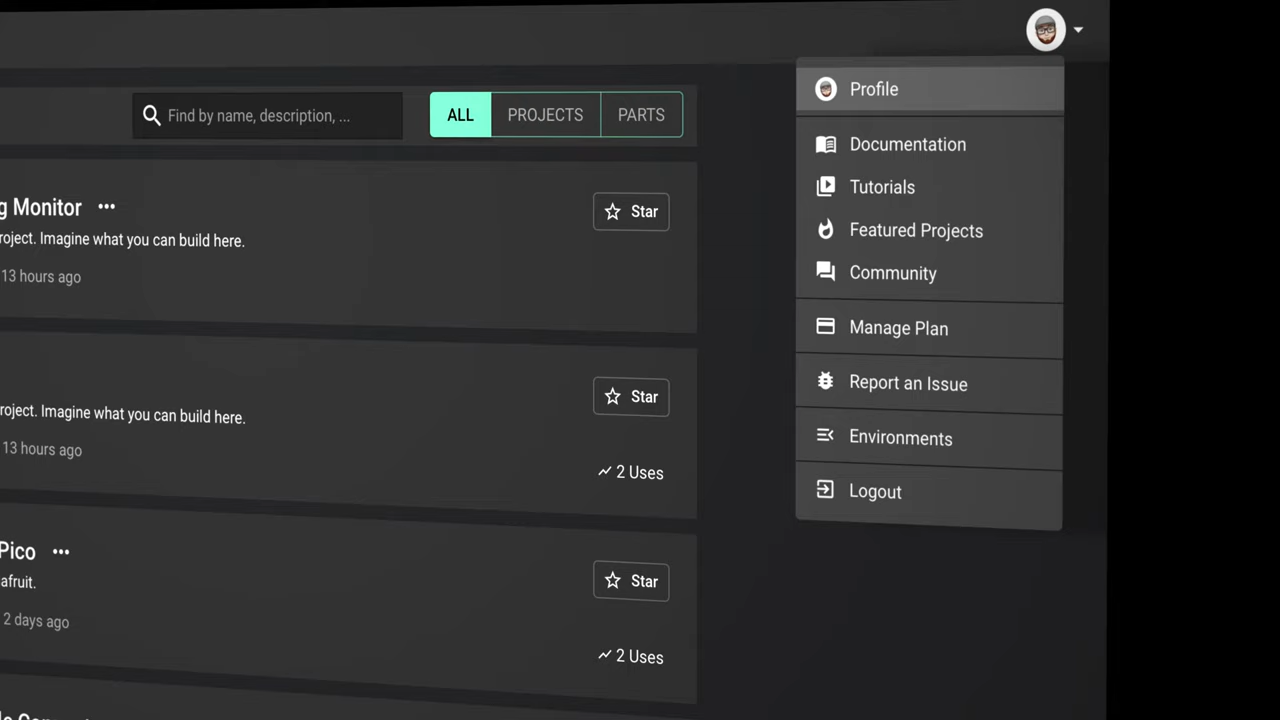 Find by name, description, ...
ALL
PROJECTS
PARTS
Profile
Documentation
Tutorials
Featured Projects
Community
Manage Plan
Report an Issue
Environments
Logout
g Monitor ...
roject. Imagine what you can build here.
13 hours ago
Star
roject. Imagine what you can build here.
13 hours ago
Star
2 Uses
Pico ...
afruit.
2 days ago
Star
2 Uses